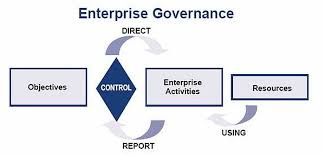 Enterprise Governance
DIRECT
Objectives
CONTROL
Enterprise
Activities
Resources
REPORT
USING